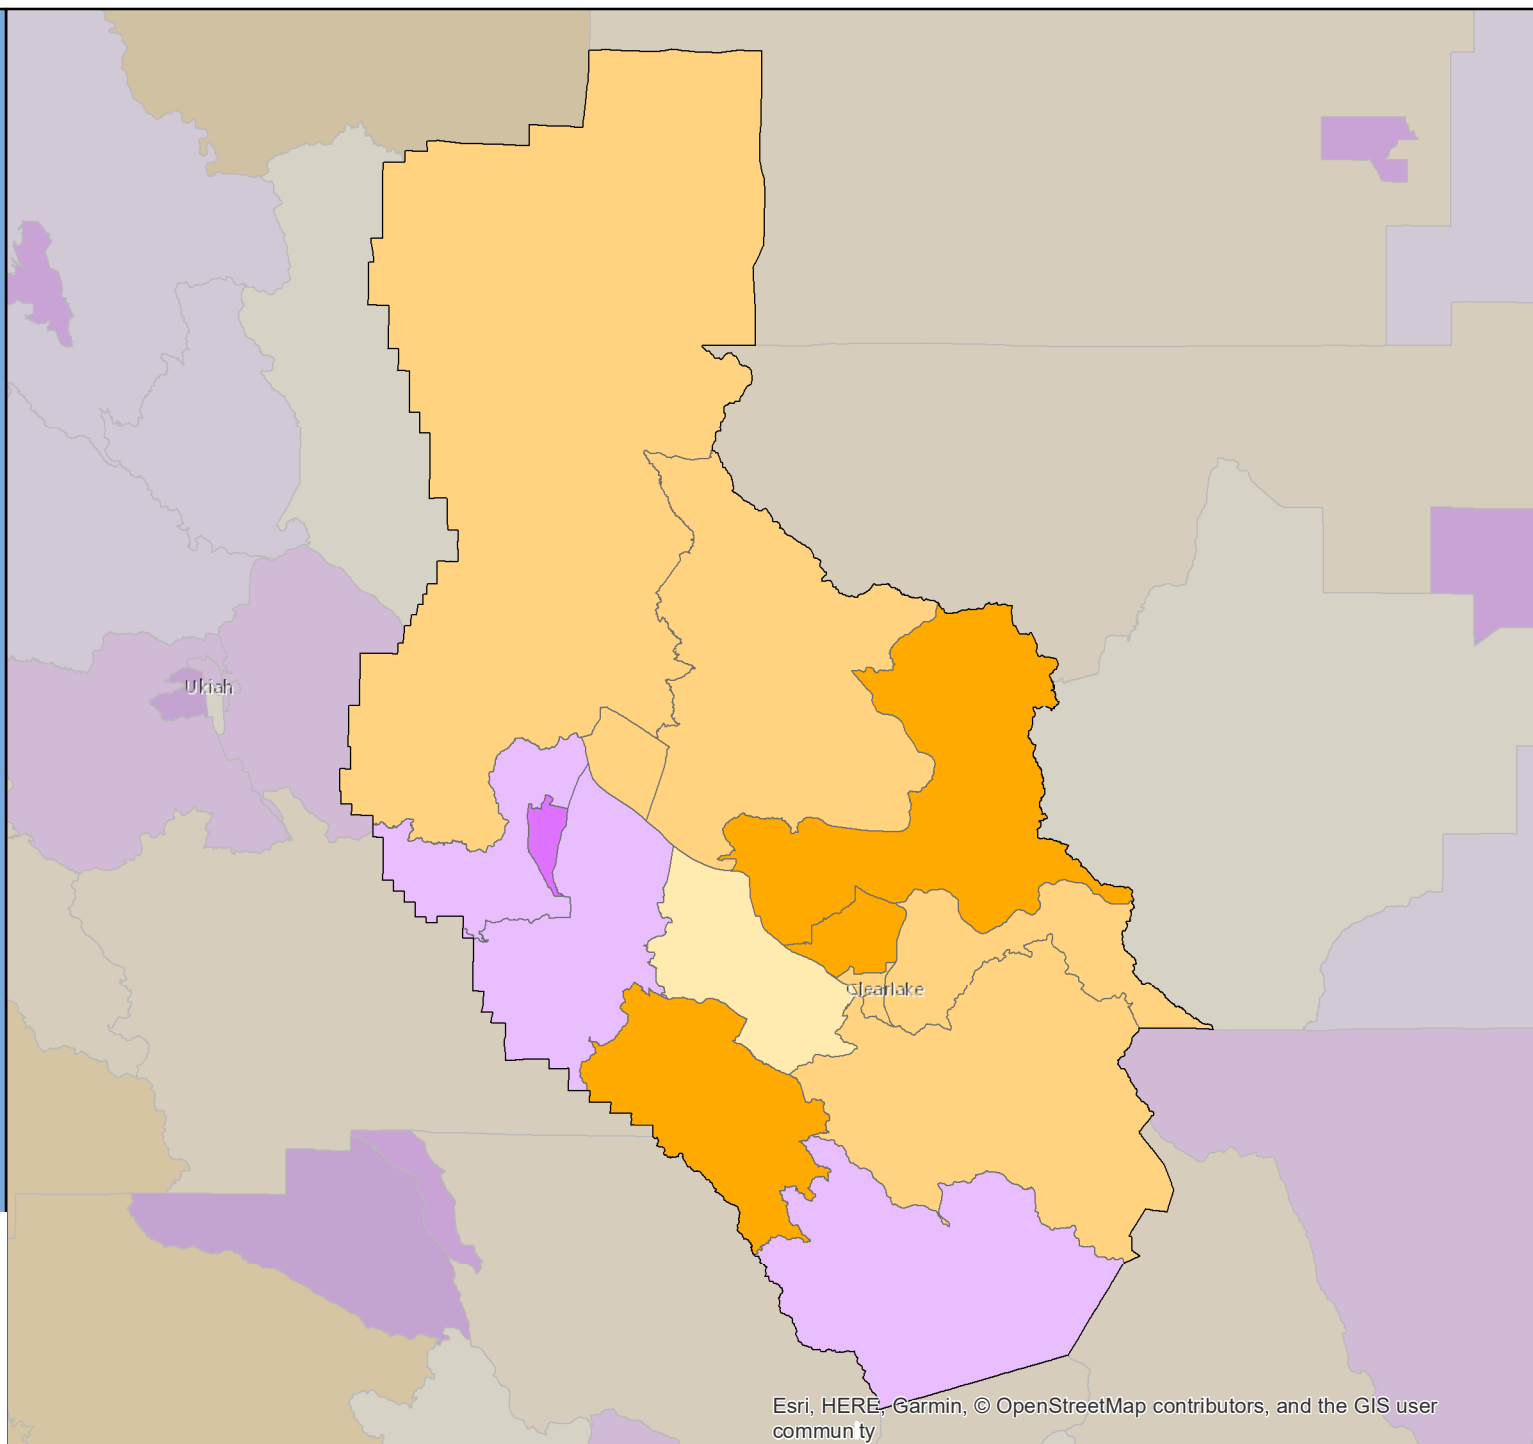 Ukiah
Clearlake
Esri, HERE, Garmin, © OpenStreetMap contributors, and the GIS user
community